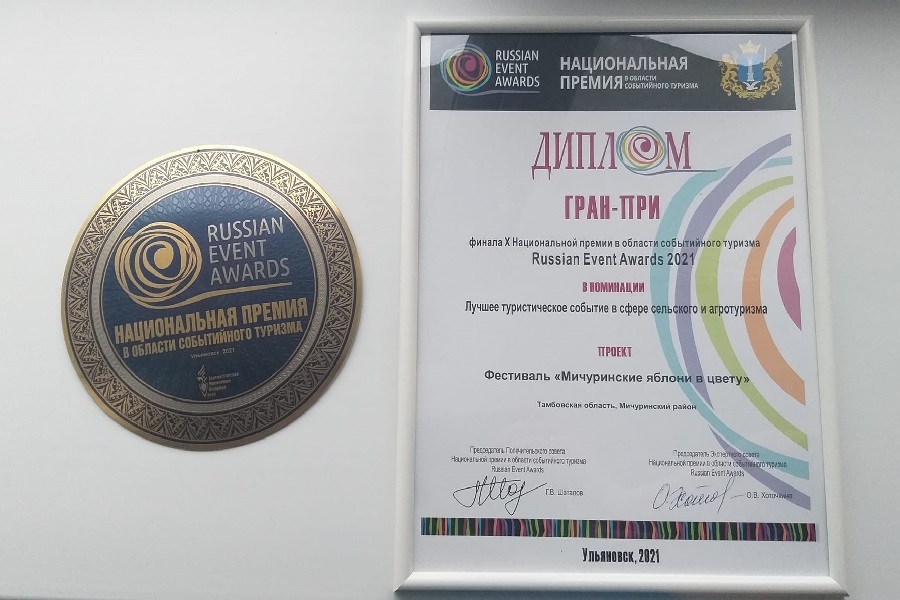 RUSSIAN
EVENT
AWARDS
НАЦИОНАЛЬНАЯ ПРЕМИЯ
В ОБЛАСТИ СОБЫТИЙНОГО ТУРИЗМА
Ульяновск 2021
RUSSIAN
EVENT
AWARDS
НАЦИОНАЛЬНАЯ
ПРЕМИЯ В ОБЛАСТИ СОБЫТИЙНОГО ТУРИЗМА
ДИПЛОМ
ГРАН-ПРИ
финала X Национальной премии в области событийного туризма
Russian Event Awards 2021
В НОМИНАЦИИ
Лучшее туристическое событие в сфере сельского и агротуризма
ПРОЕКТ
Фестиваль «Мичуринские яблони в цвету»
Тамбовская область, Мичуринский район
Председатель Попечительского совета
Национальной премии в области событийного туризма
Russian Event Awards
Г.В. Шаталов
Председатель Экспертного совета
Национальной премии в области событийного туризма
Russian Event Awards
О.В. Хоточкина
Ульяновск, 2021